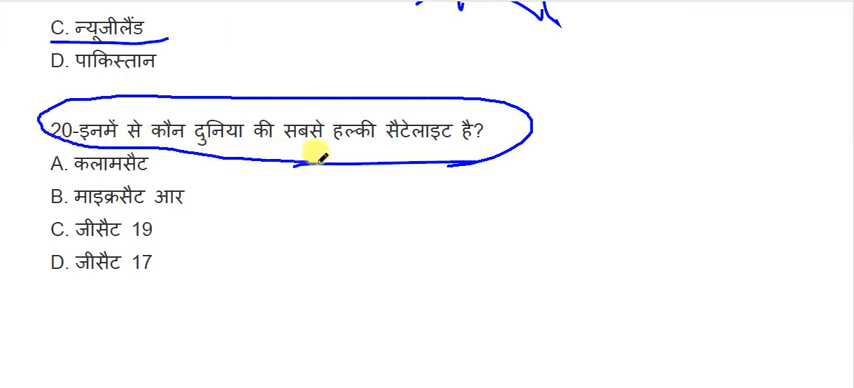 C. न्यूजीलैंड
D. पाकिस्तान
20-इनमें से कौन दुनिया की सबसे हल्की सैटेलाइट है?
A. कलामसैट
B. माइक्रसैट आर
C. जीसैट 19
D. जीसैट 17